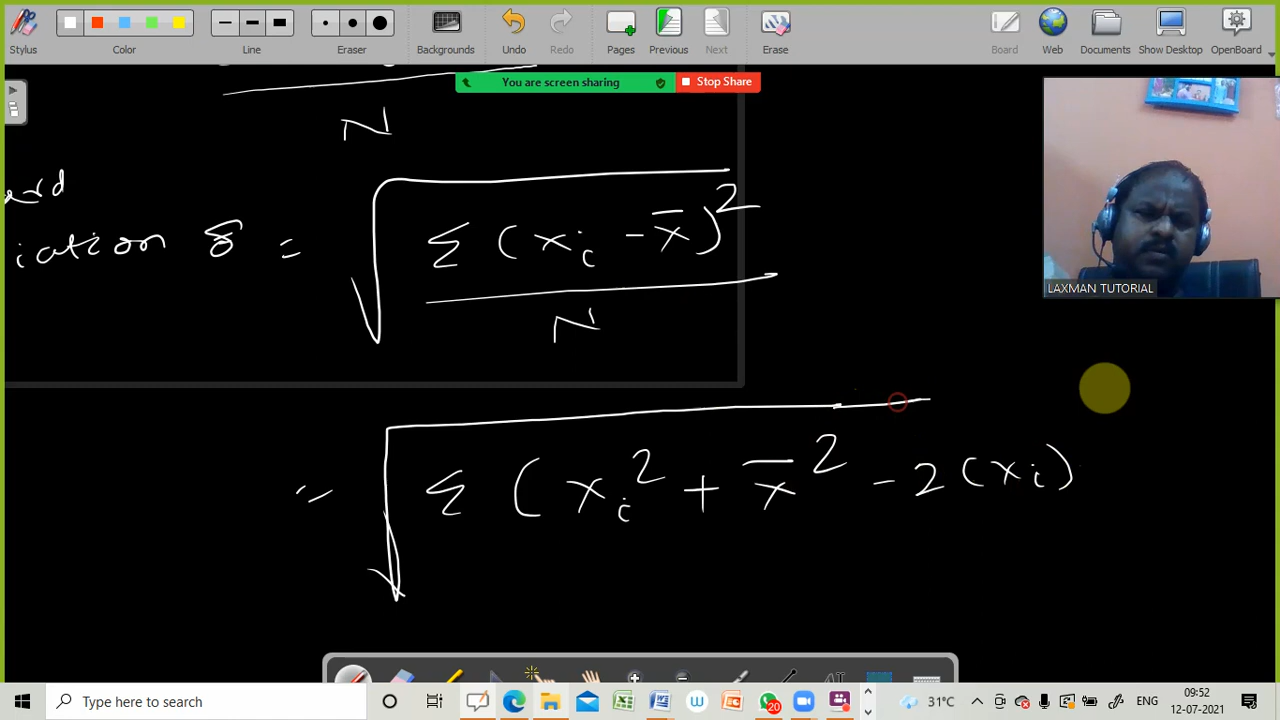 Stylus Color Line Eraser Backgrounds Undo Redo Pages Previous Next Erase Board Web Documents Show Desktop OpenBoard
You are screen sharing Stop Share
N
iation δ = √ Σ (xi - x̄)²
N
LAXMAN TUTORIAL
= √ Σ (xi² + x̄² - 2(xi)
Type here to search
20
31°C
ENG
09:52
12-07-2021